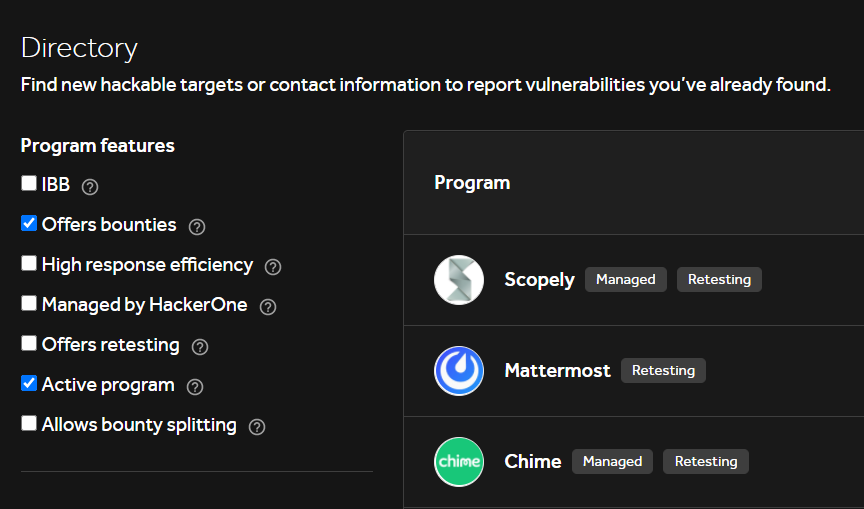 Directory
Find new hackable targets or contact information to report vulnerabilities you've already found.
Program features
IBB ?
Offers bounties ?
High response efficiency ?
Managed by HackerOne ?
Offers retesting ?
Active program ?
Allows bounty splitting ?
Program
Scopely Managed Retesting
Mattermost Retesting
chime Chime Managed Retesting